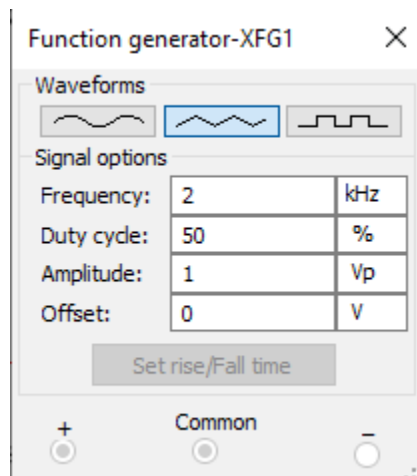 Function generator-XFG1
Waveforms
Signal options
Frequency: 2 kHz
Duty cycle: 50 %
Amplitude: 1 Vp
Offset: 0 V
Set rise/Fall time
+ Common −